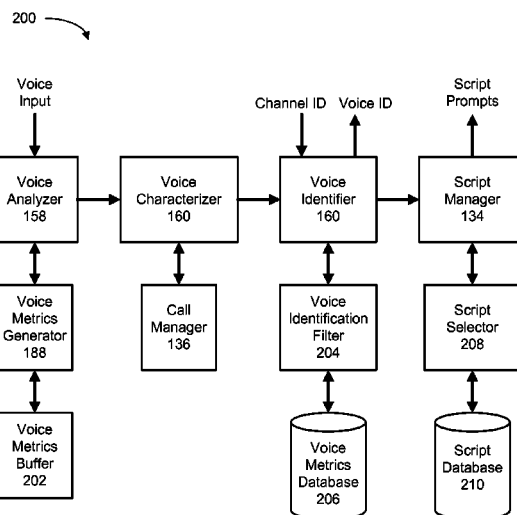 200
Voice
Input
Channel ID
Voice ID
Script
Prompts
Voice
Analyzer
158
Voice
Characterizer
160
Voice
Identifier
160
Script
Manager
134
Voice
Metrics
Generator
188
Call
Manager
136
Voice
Identification
Filter
204
Script
Selector
208
Voice
Metrics
Buffer
202
Voice
Metrics
Database
206
Script
Database
210